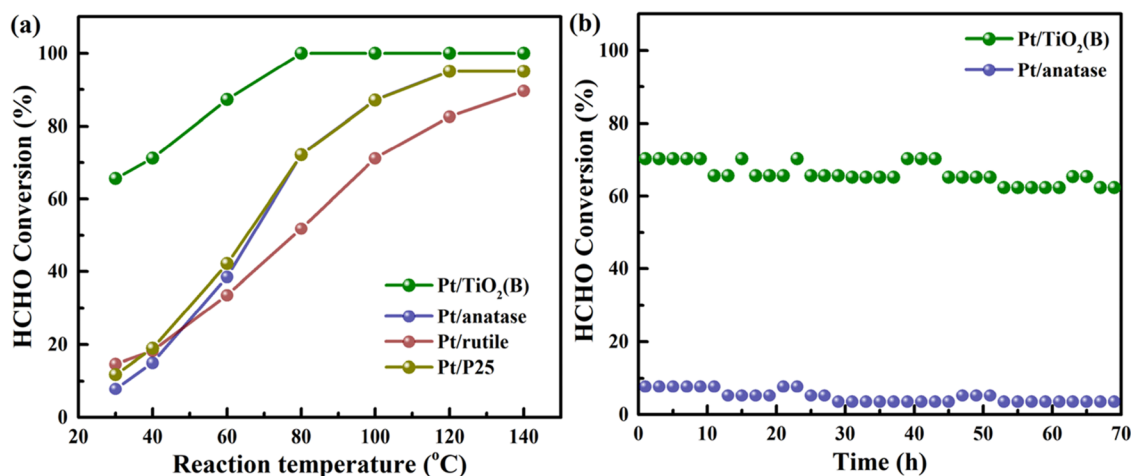 (a)
HCHO Conversion (%)
100
80
60
40
20
0
Pt/TiO2(B)
Pt/anatase
Pt/rutile
Pt/P25
20 40 60 80 100 120 140
Reaction temperature (oC)
(b)
HCHO Conversion (%)
100
80
60
40
20
0
Pt/TiO2(B)
Pt/anatase
0 10 20 30 40 50 60 70
Time (h)